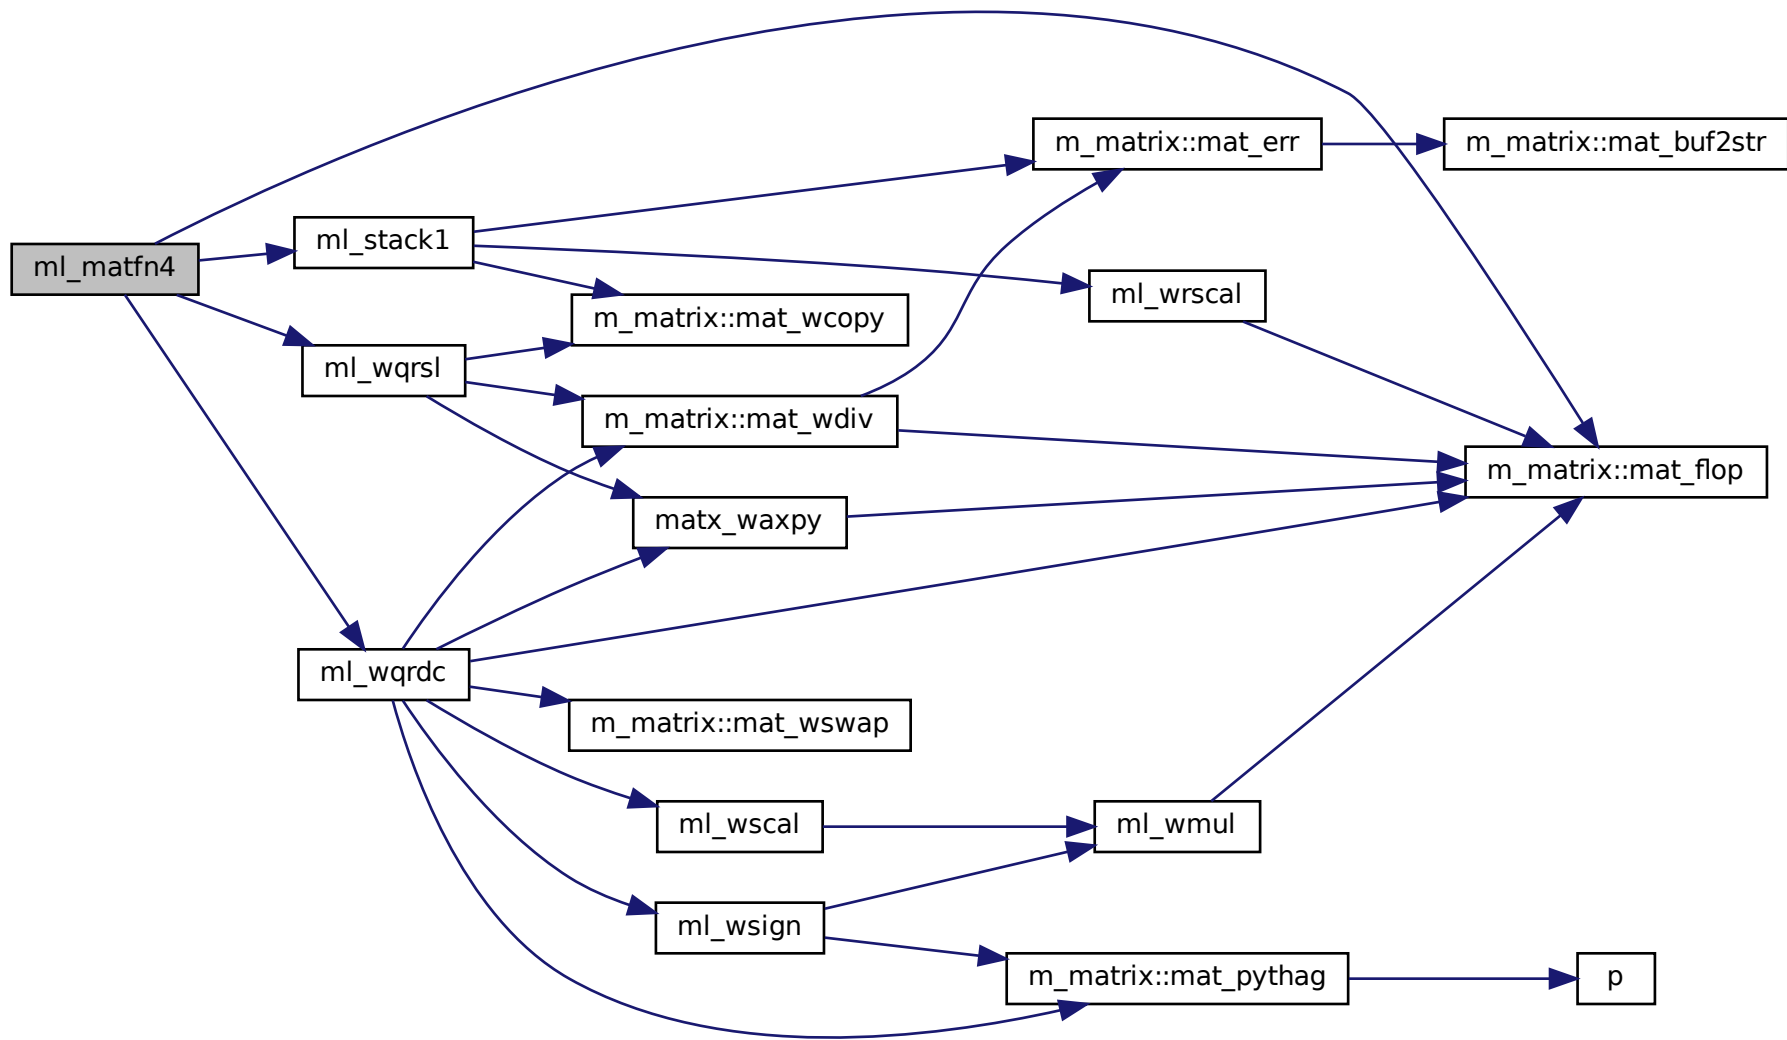 ml_matfn4
ml_stack1
ml_wqrsl
ml_wqrdc
m_matrix::mat_wcopy
m_matrix::mat_wdiv
matx_waxpy
m_matrix::mat_wswap
ml_wscal
ml_wsign
m_matrix::mat_err
ml_wrscal
ml_wmul
m_matrix::mat_pythag
m_matrix::mat_buf2str
m_matrix::mat_flop
p